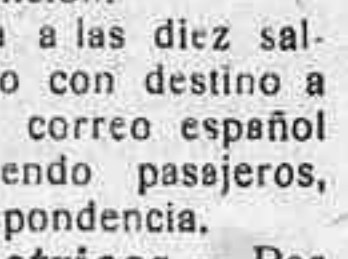 a las diez sal-
o con destino a
correo español
endo pasajeros,
pondencia.